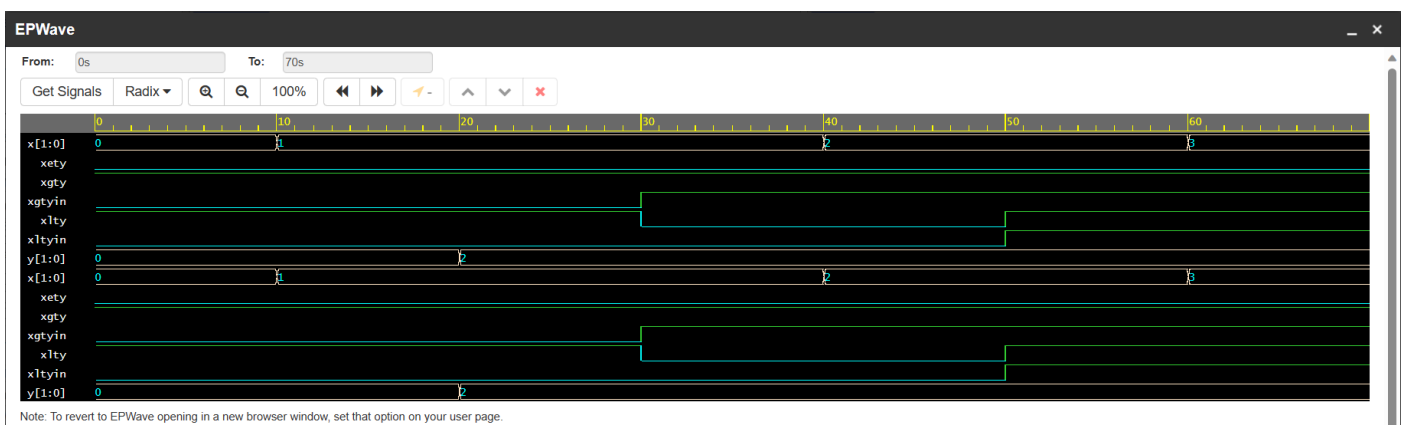 EPWave
From: 0s To: 70s
Get Signals Radix 100% -
0 10 20 30 40 50 60
x[1:0] 0 1 2 3
xety
xgty
xgtyin
xlty
xltyin
y[1:0] 0 2
x[1:0] 0 1 2 3
xety
xgty
xgtyin
xlty
xltyin
y[1:0] 0 2
Note: To revert to EPWave opening in a new browser window, set that option on your user page.